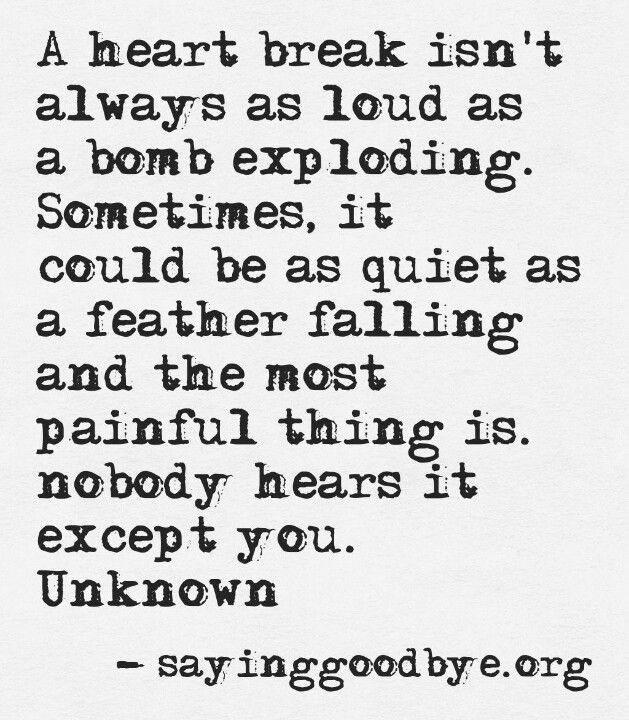 A heart break isn't
always as loud as
a bomb exploding.
Sometimes, it
could be as quiet as
a feather falling
and the most
painful thing is.
nobody hears it
except you.
Unknown
– sayinggoodbye.org